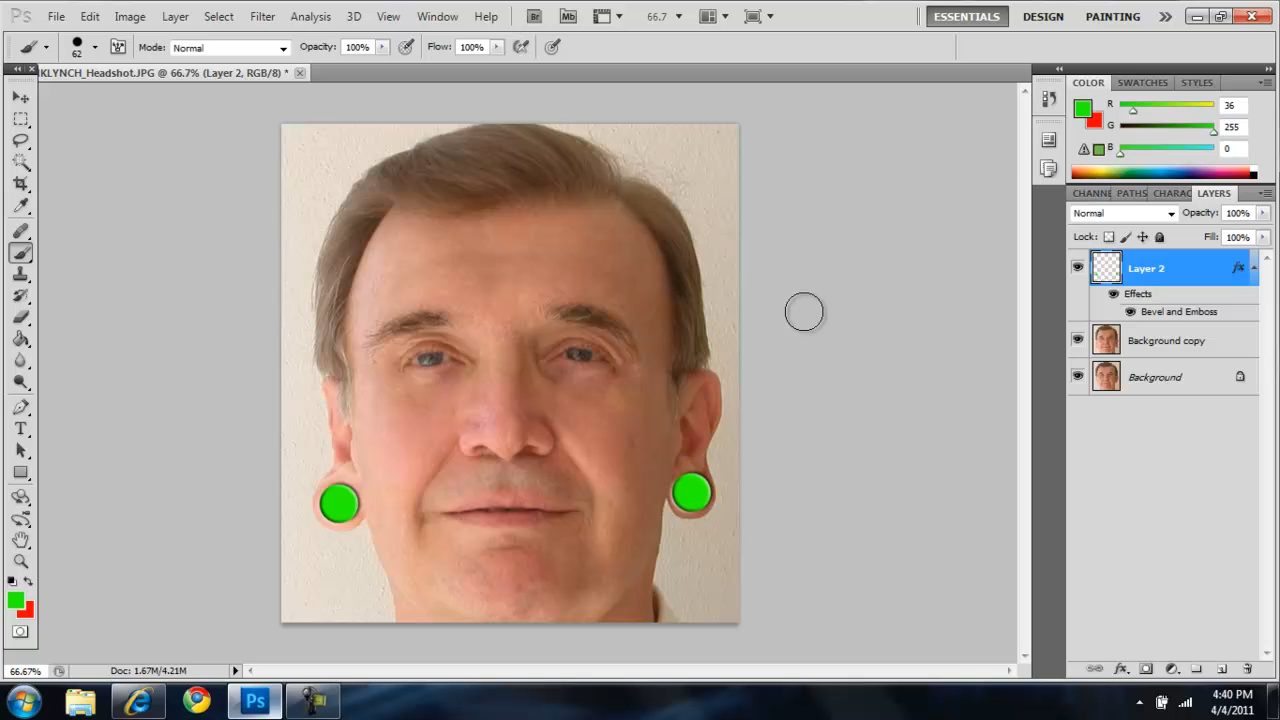 Ps File Edit Image Layer Select Filter Analysis 3D View Window Help Br Mb 66.7 ESSENTIALS DESIGN PAINTING
62 Mode: Normal Opacity: 100% Flow: 100%
KLYNCH_Headshot.JPG @ 66.7% (Layer 2, RGB/8) *
COLOR SWATCHES STYLES
R 36
G 255
B 0
CHANNE PATHS CHARAC LAYERS
Normal Opacity: 100%
Lock: Fill: 100%
Layer 2 fx
Effects
Bevel and Emboss
Background copy
Background
T
66.67% Doc: 1.67M/4.21M
fx
Ps
4:40 PM
4/4/2011